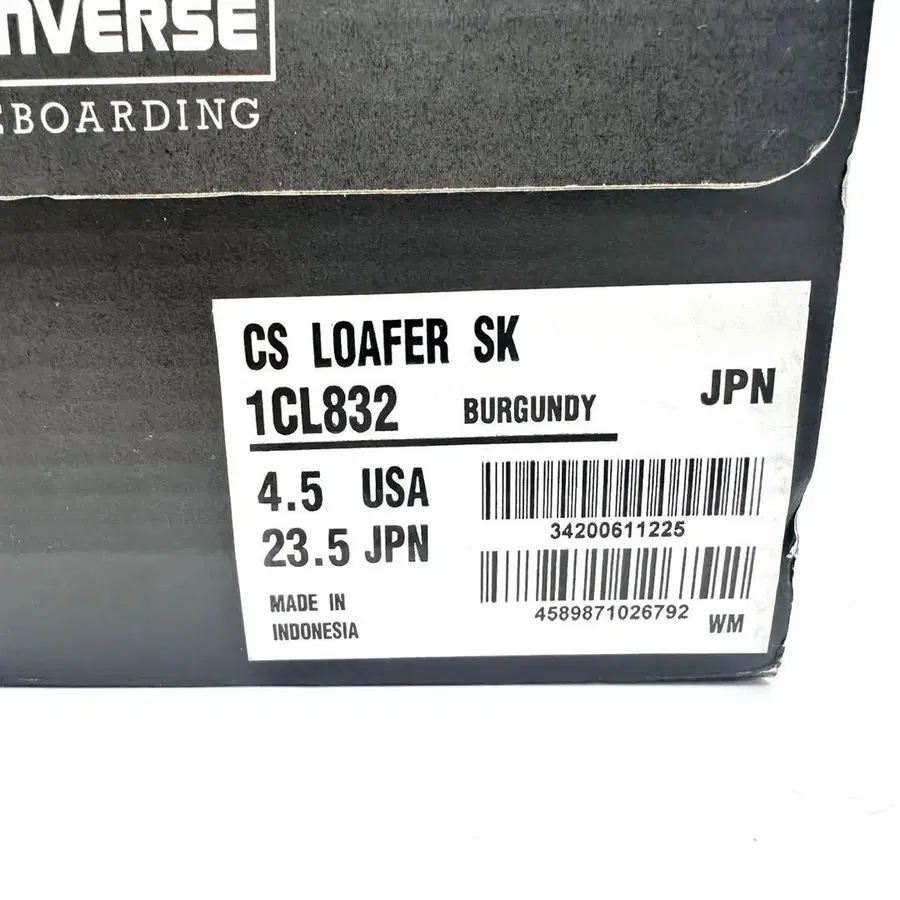 NVERSE
EBOARDING
CS LOAFER SK
1CL832 BURGUNDY
JPN
4.5 USA
23.5 JPN
34200611225
4589871026792
MADE IN
INDONESIA
WM